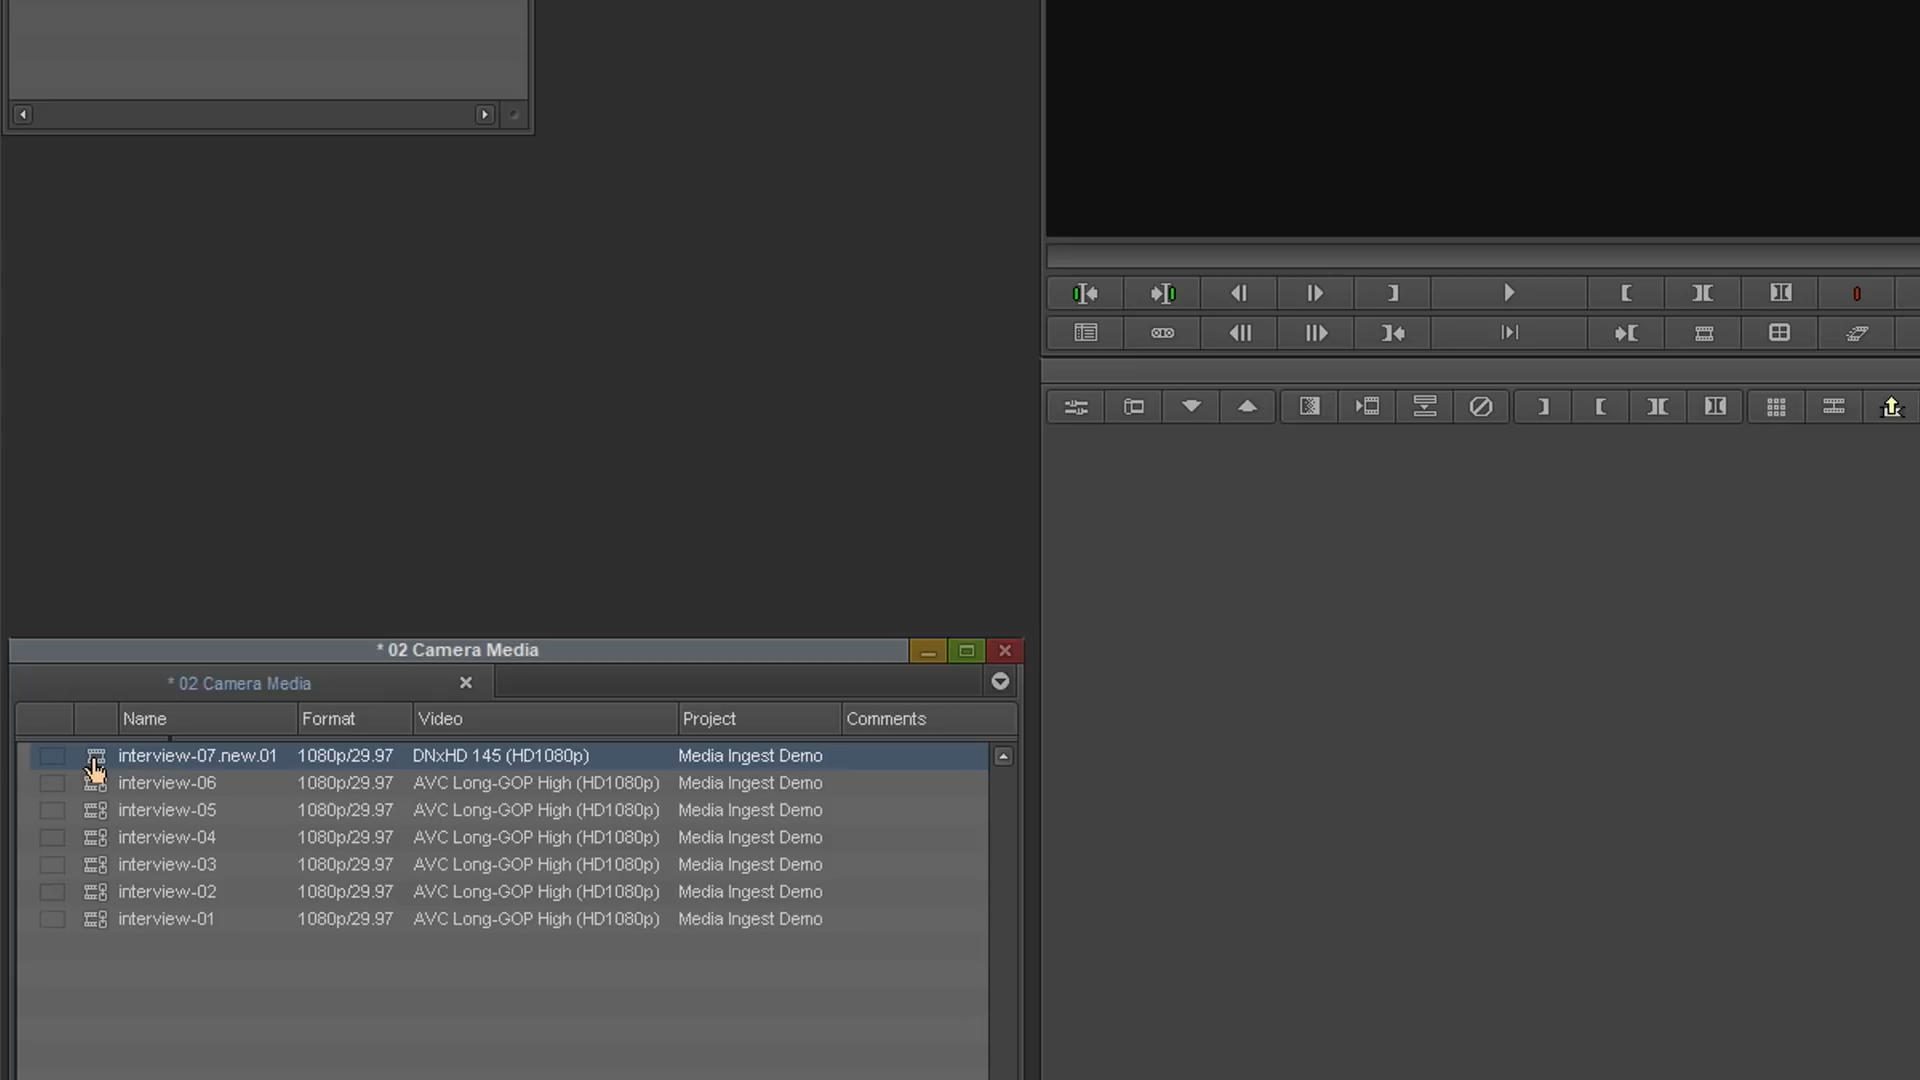 * 02 Camera Media
* 02 Camera Media
Name Format Video Project Comments
interview-07.new.01 1080p/29.97 DNxHD 145 (HD1080p) Media Ingest Demo
interview-06 1080p/29.97 AVC Long-GOP High (HD1080p) Media Ingest Demo
interview-05 1080p/29.97 AVC Long-GOP High (HD1080p) Media Ingest Demo
interview-04 1080p/29.97 AVC Long-GOP High (HD1080p) Media Ingest Demo
interview-03 1080p/29.97 AVC Long-GOP High (HD1080p) Media Ingest Demo
interview-02 1080p/29.97 AVC Long-GOP High (HD1080p) Media Ingest Demo
interview-01 1080p/29.97 AVC Long-GOP High (HD1080p) Media Ingest Demo